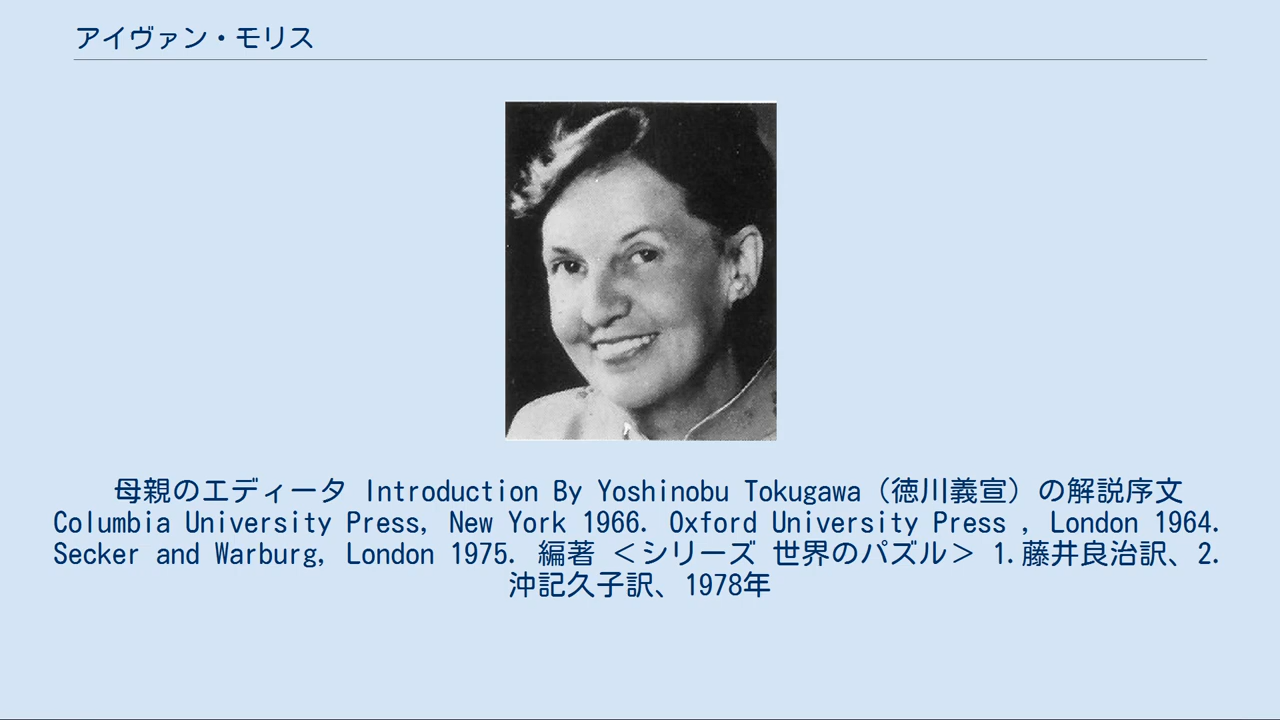 アイヴァン・モリス
母親のエディータ Introduction By Yoshinobu Tokugawa（徳川義宣）の解説序文
Columbia University Press, New York 1966. Oxford University Press , London 1964.
Secker and Warburg, London 1975. 編著 ＜シリーズ 世界のパズル＞ 1.藤井良治訳、2.
沖記久子訳、1978年